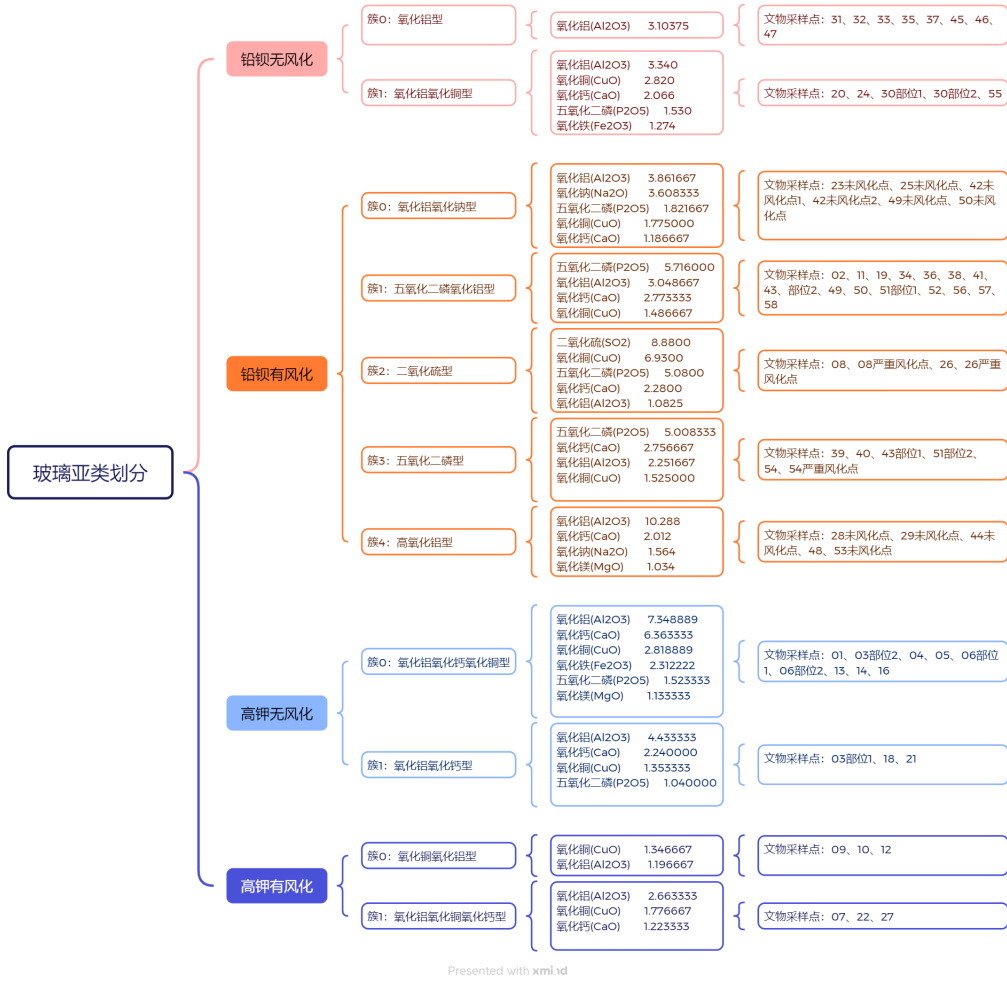 玻璃亚类划分
铅钡无风化
簇0：氧化铝型
氧化铝(Al2O3) 3.10375
文物采样点：31、32、33、35、37、45、46、
47
簇1：氧化铝氧化铜型
氧化铝(Al2O3) 3.340
氧化铜(CuO) 2.820
氧化钙(CaO) 2.066
五氧化二磷(P2O5) 1.530
氧化铁(Fe2O3) 1.274
文物采样点：20、24、30部位1、30部位2、55
铅钡有风化
簇0：氧化铝氧化钠型
氧化铝(Al2O3) 3.861667
氧化钠(Na2O) 3.608333
五氧化二磷(P2O5) 1.821667
氧化铜(CuO) 1.775000
氧化钙(CaO) 1.186667
文物采样点：23未风化点、25未风化点、42未
风化点1、42未风化点2、49未风化点、50未风
化点
簇1：五氧化二磷氧化铝型
五氧化二磷(P2O5) 5.716000
氧化铝(Al2O3) 3.048667
氧化钙(CaO) 2.773333
氧化铜(CuO) 1.486667
文物采样点：02、11、19、34、36、38、41、
43、部位2、49、50、51部位1、52、56、57、
58
簇2：二氧化硫型
二氧化硫(SO2) 8.8800
氧化铜(CuO) 6.9300
五氧化二磷(P2O5) 5.0800
氧化钙(CaO) 2.2800
氧化铝(Al2O3) 1.0825
文物采样点：08、08严重风化点、26、26严重
风化点
簇3：五氧化二磷型
五氧化二磷(P2O5) 5.008333
氧化钙(CaO) 2.756667
氧化铝(Al2O3) 2.251667
氧化铜(CuO) 1.525000
文物采样点：39、40、43部位1、51部位2、
54、54严重风化点
簇4：高氧化铝型
氧化铝(Al2O3) 10.288
氧化钙(CaO) 2.012
氧化钠(Na2O) 1.564
氧化镁(MgO) 1.034
文物采样点：28未风化点、29未风化点、44未
风化点、48、53未风化点
高钾无风化
簇0：氧化铝氧化钙氧化铜型
氧化铝(Al2O3) 7.348889
氧化钙(CaO) 6.363333
氧化铜(CuO) 2.818889
氧化铁(Fe2O3) 2.312222
五氧化二磷(P2O5) 1.523333
氧化镁(MgO) 1.133333
文物采样点：01、03部位2、04、05、06部位
1、06部位2、13、14、16
簇1：氧化铝氧化钙型
氧化铝(Al2O3) 4.433333
氧化钙(CaO) 2.240000
氧化铜(CuO) 1.353333
五氧化二磷(P2O5) 1.040000
文物采样点：03部位1、18、21
高钾有风化
簇0：氧化铜氧化铝型
氧化铜(CuO) 1.346667
氧化铝(Al2O3) 1.196667
文物采样点：09、10、12
簇1：氧化铝氧化铜氧化钙型
氧化铝(Al2O3) 2.663333
氧化铜(CuO) 1.776667
氧化钙(CaO) 1.223333
文物采样点：07、22、27
Presented with xmind